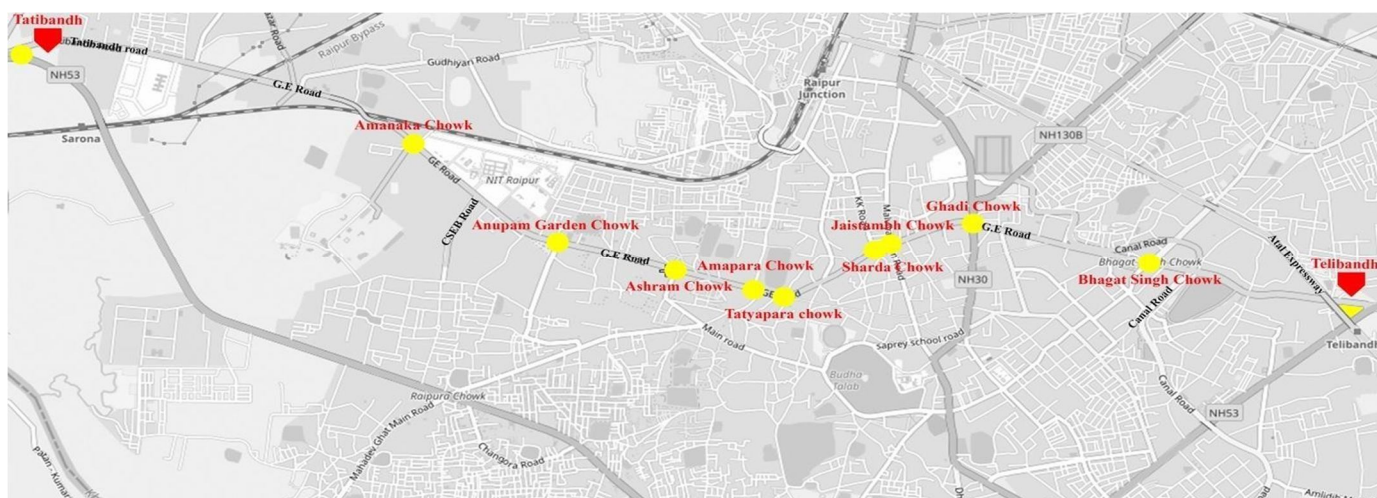 Tatibandh
Tatibandh road
NH53
Raipur Bypass
Gudhiyari Road
G.E Road
Raipur
Junction
Sarona
Amanaka Chowk
NH130B
GE Road
NIT Raipur
CSEB Road
Anupam Garden Chowk
G.E Road
Ashram Chowk
Amapara Chowk
Tatyapara chowk
Main road
KK Road
Jaistambh Chowk
Sharda Chowk
Ghadi Chowk
G.E Road
NH30
saprey school road
Budha
Talab
Canal Road
Bhagat Singh Chowk
Canal Road
Atal Expressway
Telibandh
Telibandh
NH53
Canal Road
Raipura Chowk
Mahadev Ghat Main Road
Changora Road